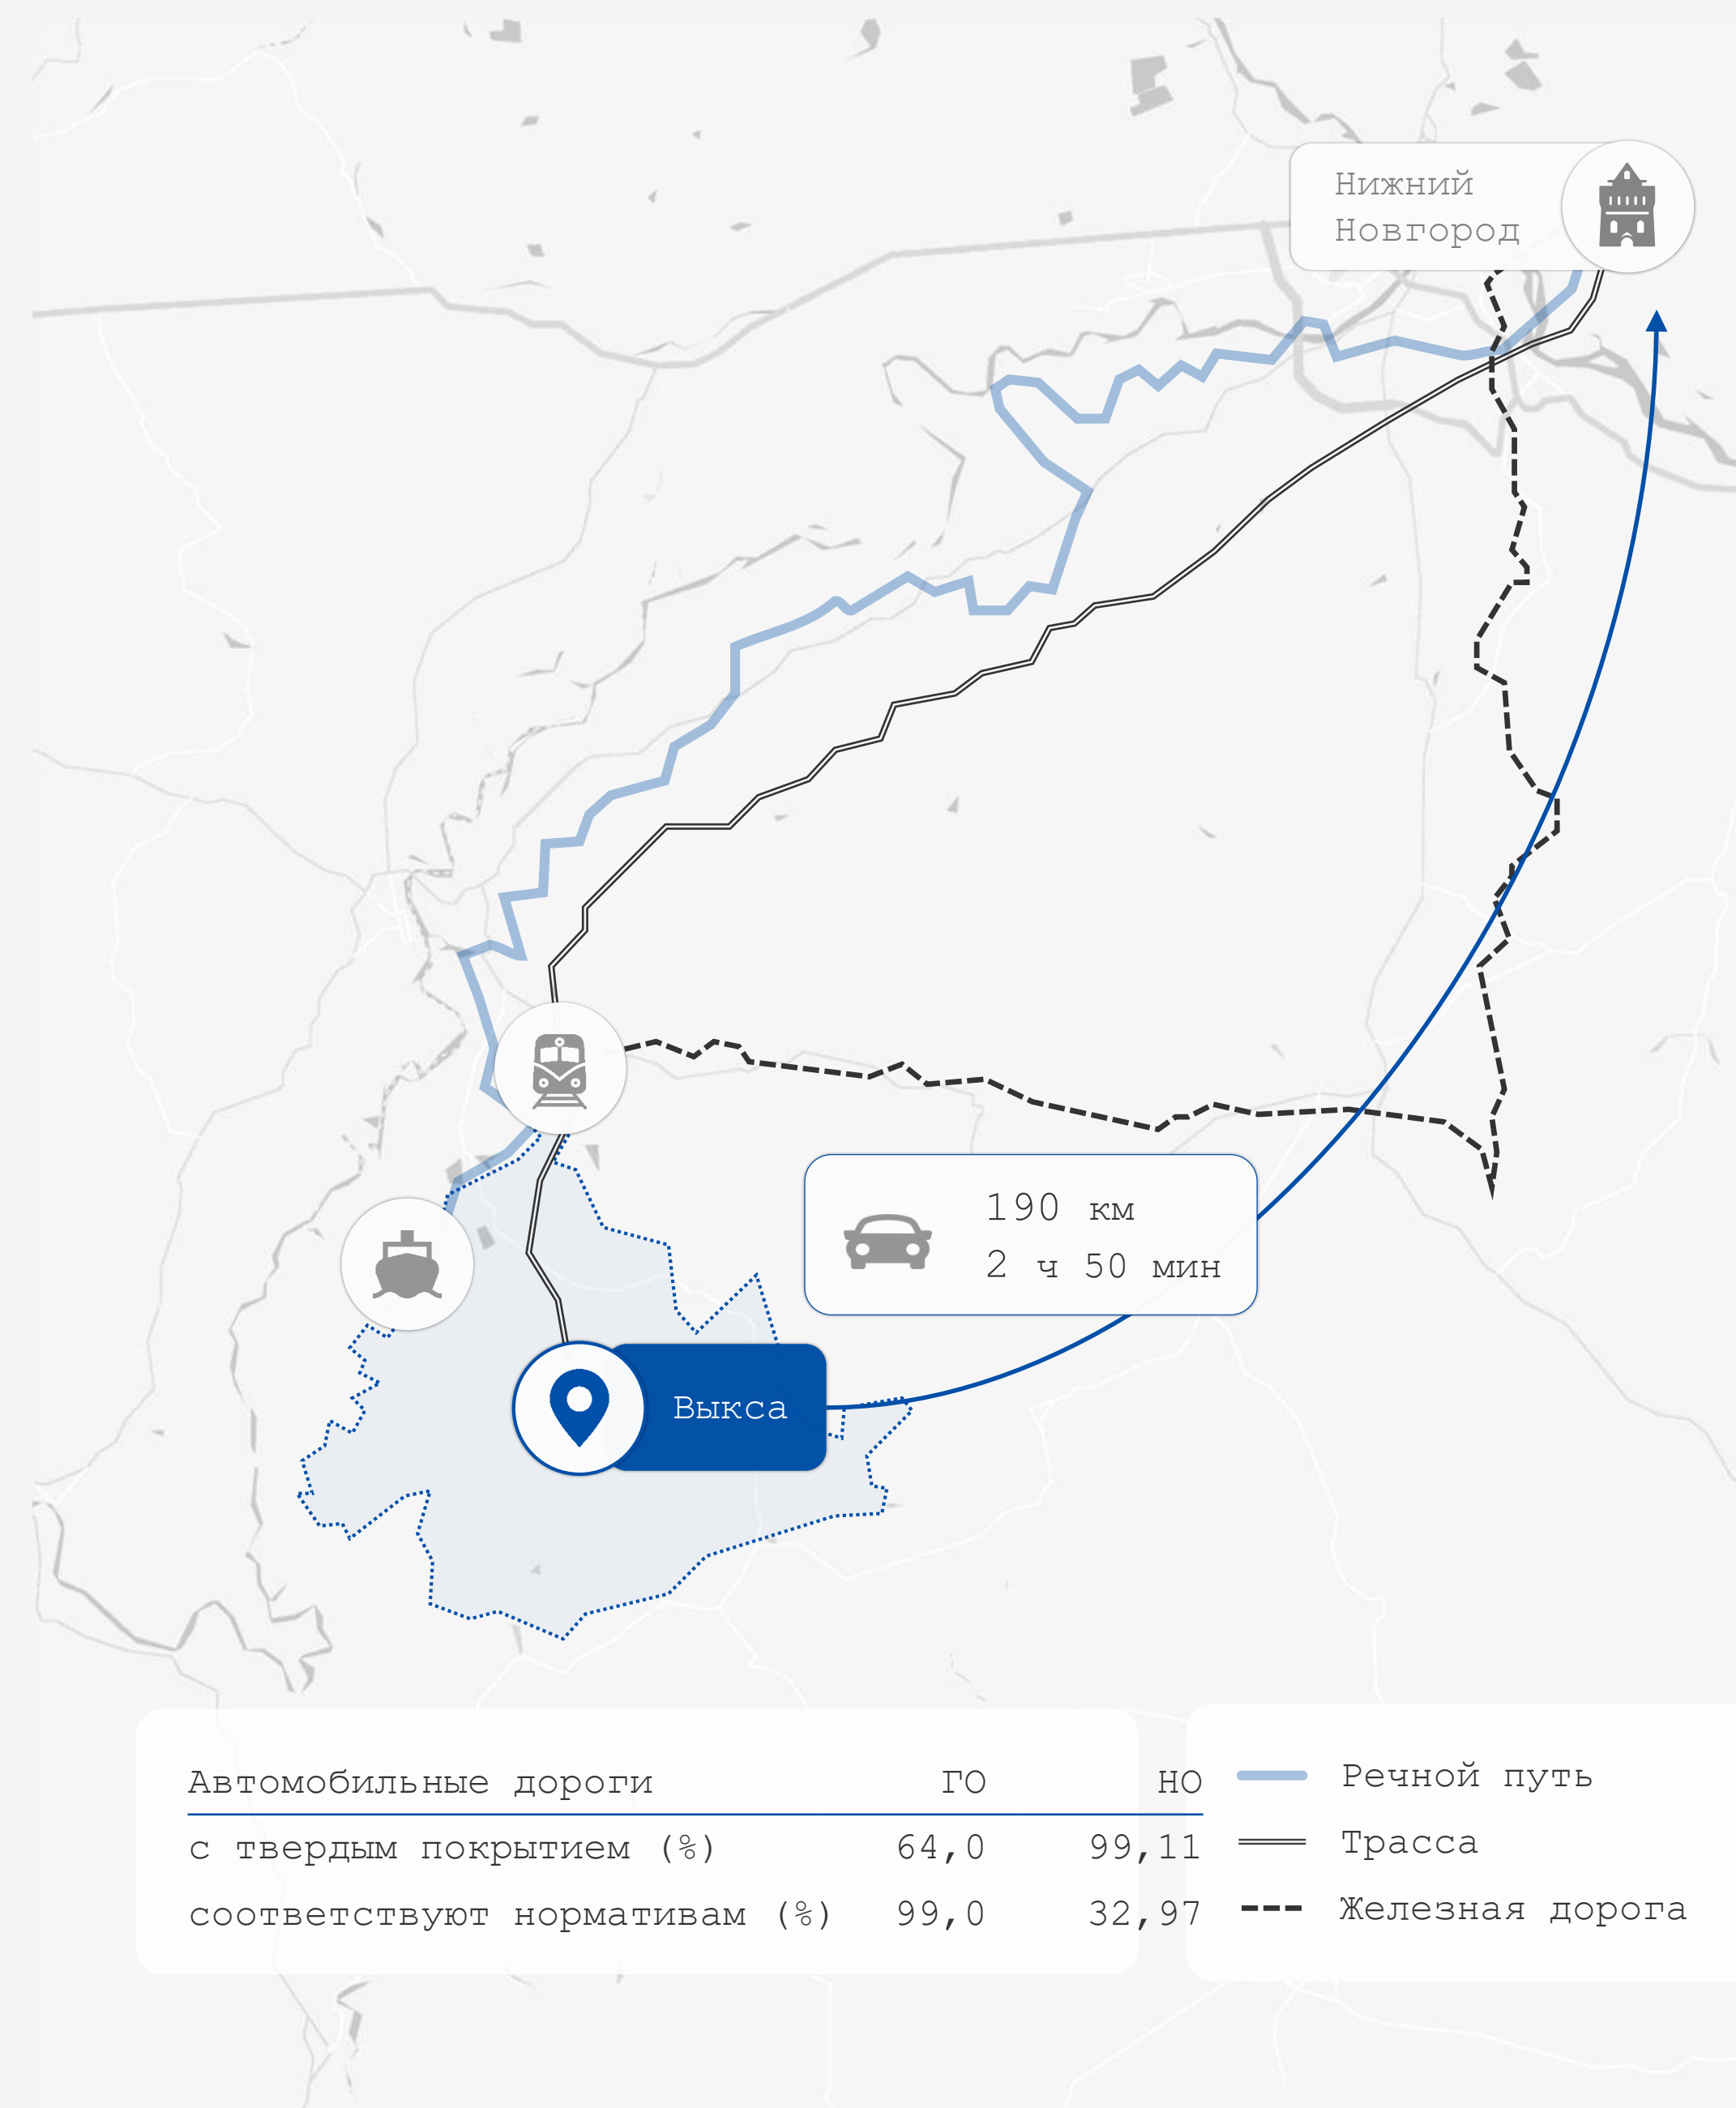 Нижний
Новгород
190 км
2 ч 50 мин
Выкса
Автомобильные дороги ГО НО
с твердым покрытием (%) 64,0 99,11
соответствуют нормативам (%) 99,0 32,97
Речной путь
Трасса
Железная дорога